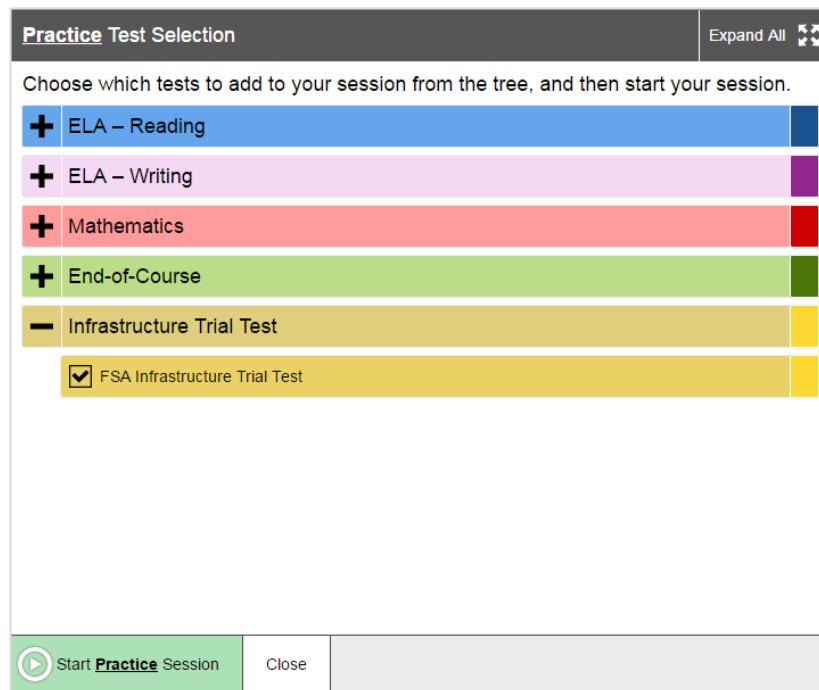 Practice Test Selection
Expand All
Choose which tests to add to your session from the tree, and then start your session.
ELA – Reading
ELA – Writing
Mathematics
End-of-Course
Infrastructure Trial Test
FSA Infrastructure Trial Test
Start Practice Session
Close